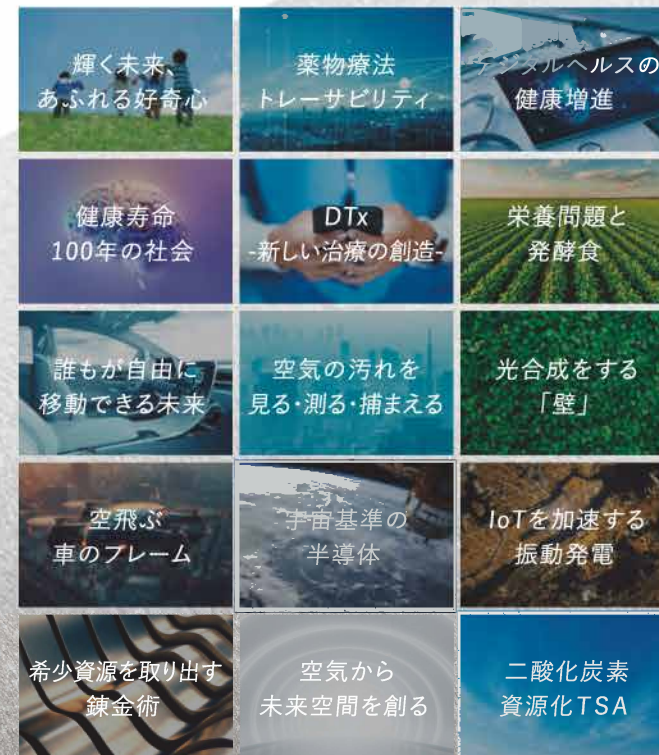 輝く未来、
あふれる好奇心
薬物療法
トレーサビリティ
デジタルヘルスの
健康増進
健康寿命
100年の社会
DTx
-新しい治療の創造-
栄養問題と
発酵食
誰もが自由に
移動できる未来
空気の汚れを
見る・測る・捕まえる
光合成をする
「壁」
空飛ぶ
車のフレーム
宇宙基準の
半導体
IoTを加速する
振動発電
希少資源を取り出す
錬金術
空気から
未来空間を創る
二酸化炭素
資源化TSA